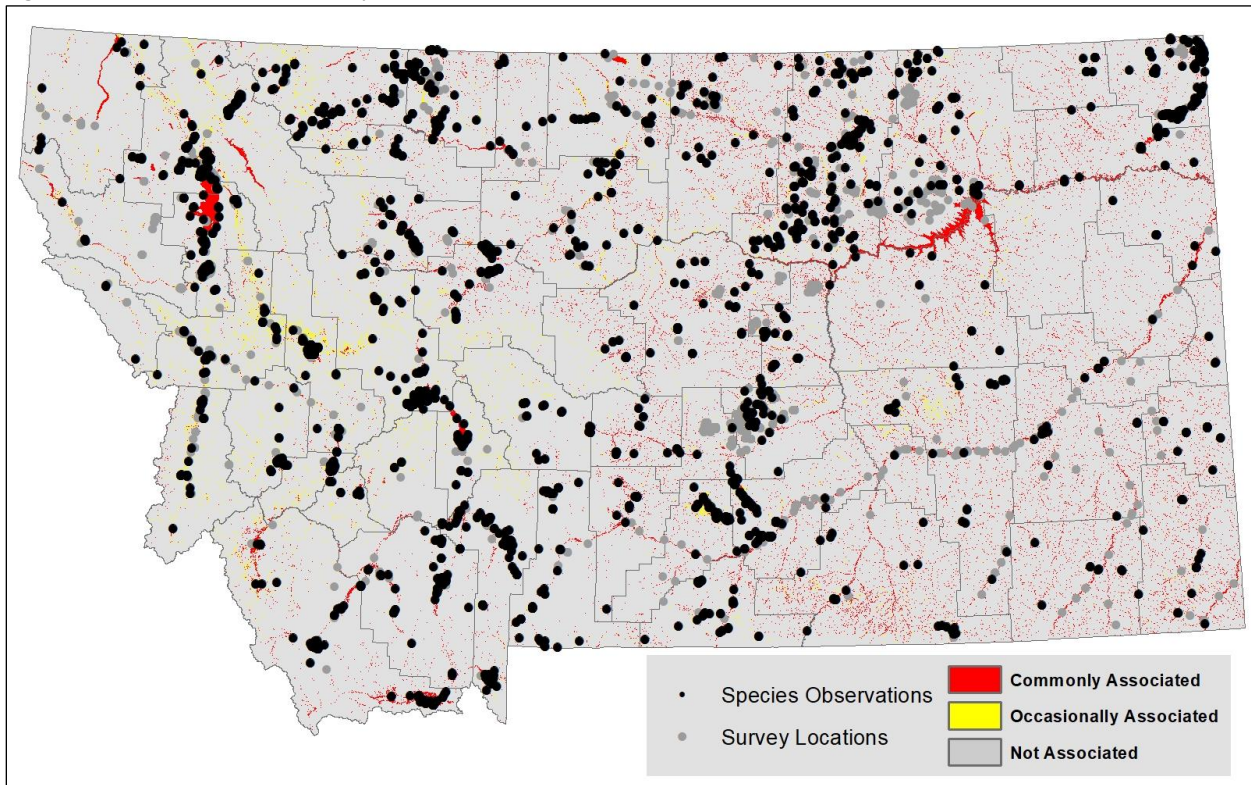 Species Observations
Survey Locations
Commonly Associated
Occasionally Associated
Not Associated